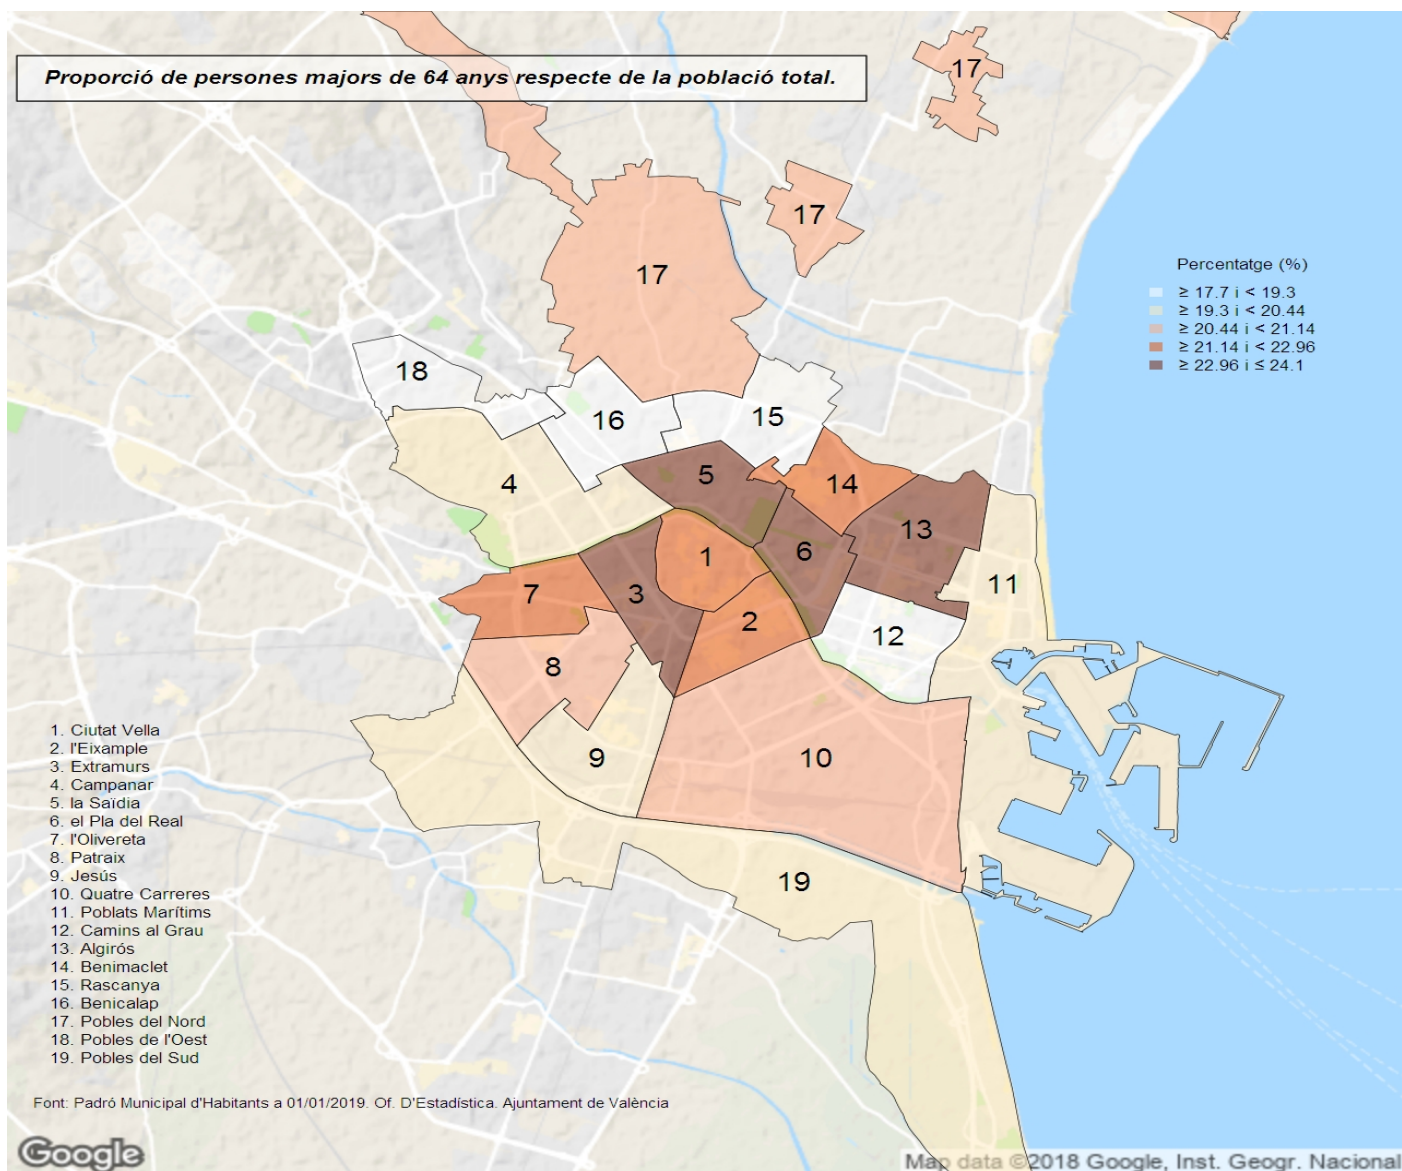 Proporció de persones majors de 64 anys respecte de la població total.
17
17
17
Percentatge (%)
≥ 17.7 i < 19.3
≥ 19.3 i < 20.44
≥ 20.44 i < 21.14
≥ 21.14 i < 22.96
≥ 22.96 i ≤ 24.1
18
16
15
5
4
14
13
6
1
11
7
3
2
12
8
9
10
19
1. Ciutat Vella
2. l'Eixample
3. Extramurs
4. Campanar
5. la Saïdia
6. el Pla del Real
7. l'Olivereta
8. Patraix
9. Jesús
10. Quatre Carreres
11. Poblats Marítims
12. Camins al Grau
13. Algirós
14. Benimaclet
15. Rascanya
16. Benicalap
17. Pobles del Nord
18. Pobles de l'Oest
19. Pobles del Sud
Font: Padró Municipal d'Habitants a 01/01/2019. Of. D'Estadística. Ajuntament de València
Google
Map data ©2018 Google, Inst. Geogr. Nacional